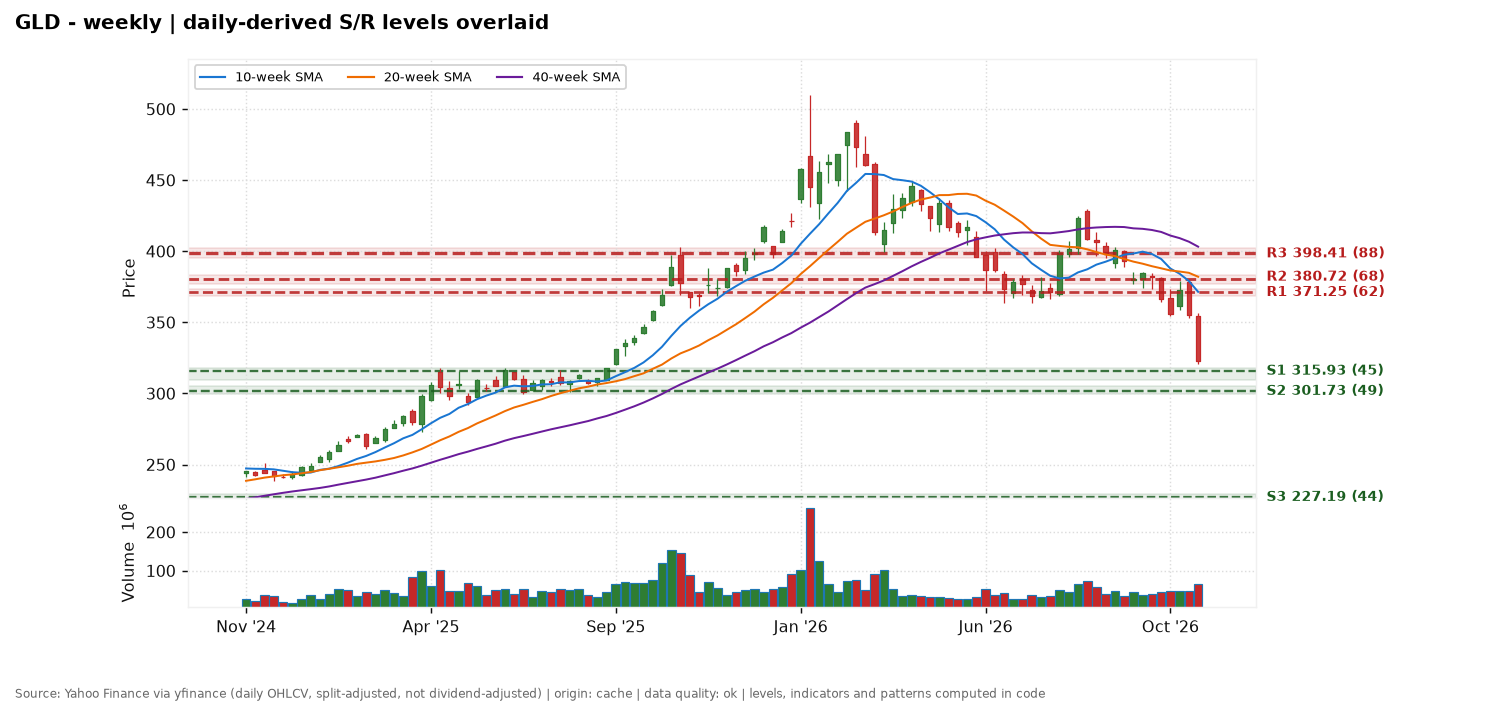 GLD - weekly | daily-derived S/R levels overlaid
10-week SMA
20-week SMA
40-week SMA
Price
500
450
400
350
300
250
R3 398.41 (88)
R2 380.72 (68)
R1 371.25 (62)
S1 315.93 (45)
S2 301.73 (49)
S3 227.19 (44)
Volume 10⁶
200
100
Nov '24
Apr '25
Sep '25
Jan '26
Jun '26
Oct '26
Source: Yahoo Finance via yfinance (daily OHLCV, split-adjusted, not dividend-adjusted) | origin: cache | data quality: ok | levels, indicators and patterns computed in code